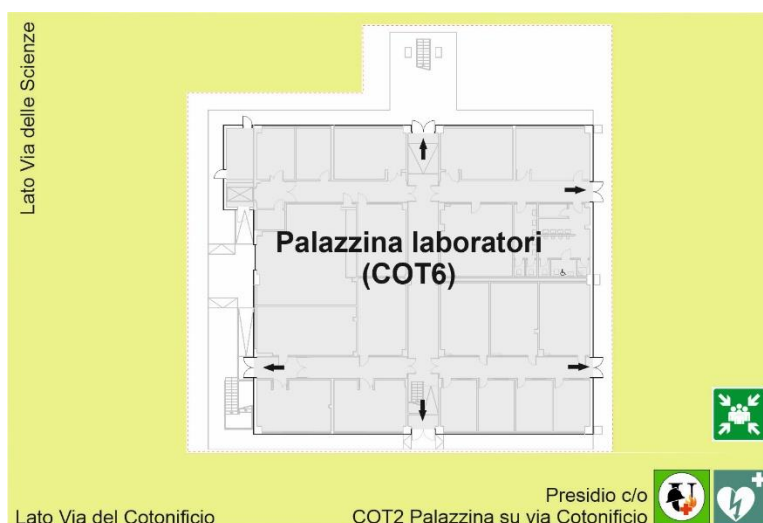 Lato Via delle Scienze
Palazzina laboratori
(COT6)
Presidio c/o
Lato Via del Cotonificio
COT2 Palazzina su via Cotonificio